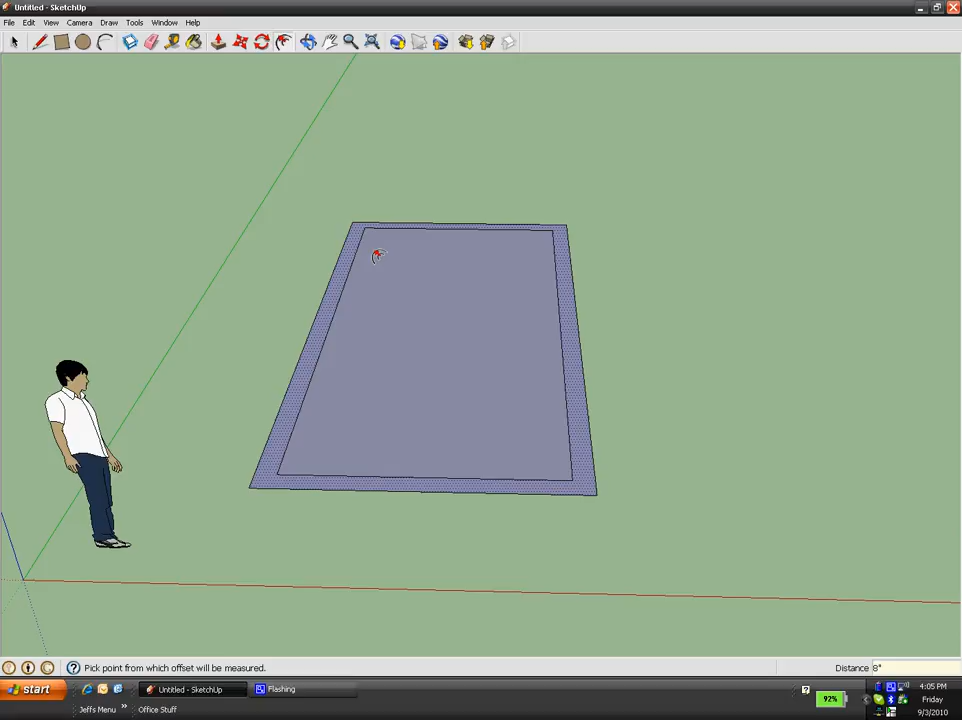 Untitled - SketchUp
File Edit View Camera Draw Tools Window Help
Pick point from which offset will be measured.
Distance 8"
start
Untitled - SketchUp
Flashing
92%
4:05 PM
Friday
9/3/2010
Jeffs Menu »
Office Stuff